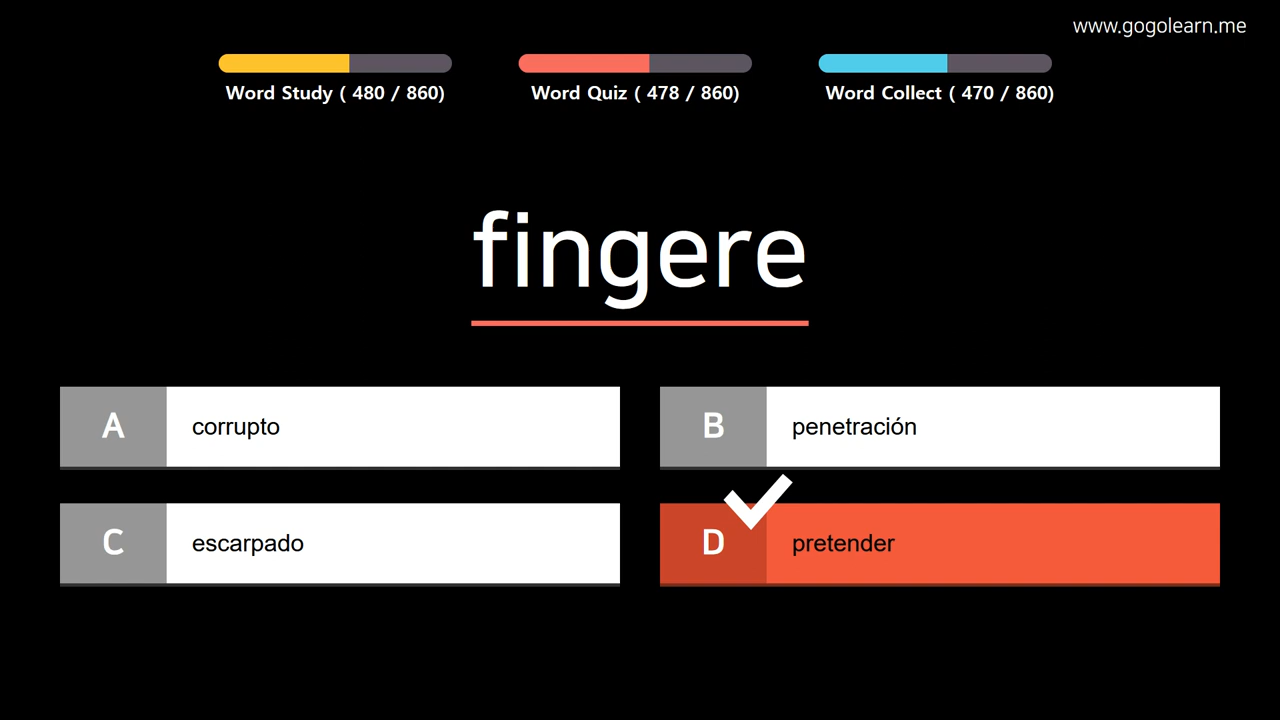 www.gogolearn.me
Word Study ( 480 / 860)
Word Quiz ( 478 / 860)
Word Collect ( 470 / 860)
fingere
A corrupto
B penetración
C escarpado
D pretender